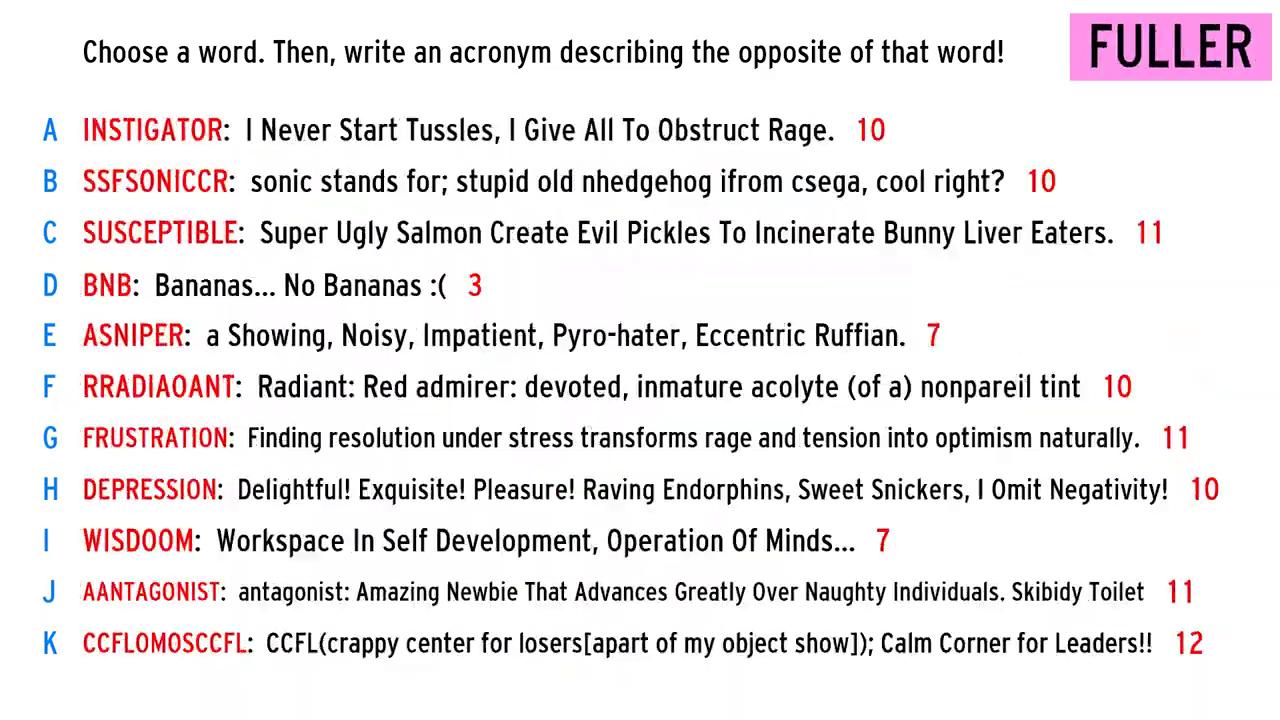 Choose a word. Then, write an acronym describing the opposite of that word!
FULLER
A INSTIGATOR: I Never Start Tussles, I Give All To Obstruct Rage. 10
B SSFSONICCR: sonic stands for; stupid old nhedgehog ifrom csega, cool right? 10
C SUSCEPTIBLE: Super Ugly Salmon Create Evil Pickles To Incinerate Bunny Liver Eaters. 11
D BNB: Bananas... No Bananas :( 3
E ASNIPER: a Showing, Noisy, Impatient, Pyro-hater, Eccentric Ruffian. 7
F RRADIAOANT: Radiant: Red admirer: devoted, inmature acolyte (of a) nonpareil tint 10
G FRUSTRATION: Finding resolution under stress transforms rage and tension into optimism naturally. 11
H DEPRESSION: Delightful! Exquisite! Pleasure! Raving Endorphins, Sweet Snickers, I Omit Negativity! 10
I WISDOOM: Workspace In Self Development, Operation Of Minds... 7
J AANTAGONIST: antagonist: Amazing Newbie That Advances Greatly Over Naughty Individuals. Skibidy Toilet 11
K CCFLOMOSCCFL: CCFL(crappy center for losers[apart of my object show]); Calm Corner for Leaders!! 12